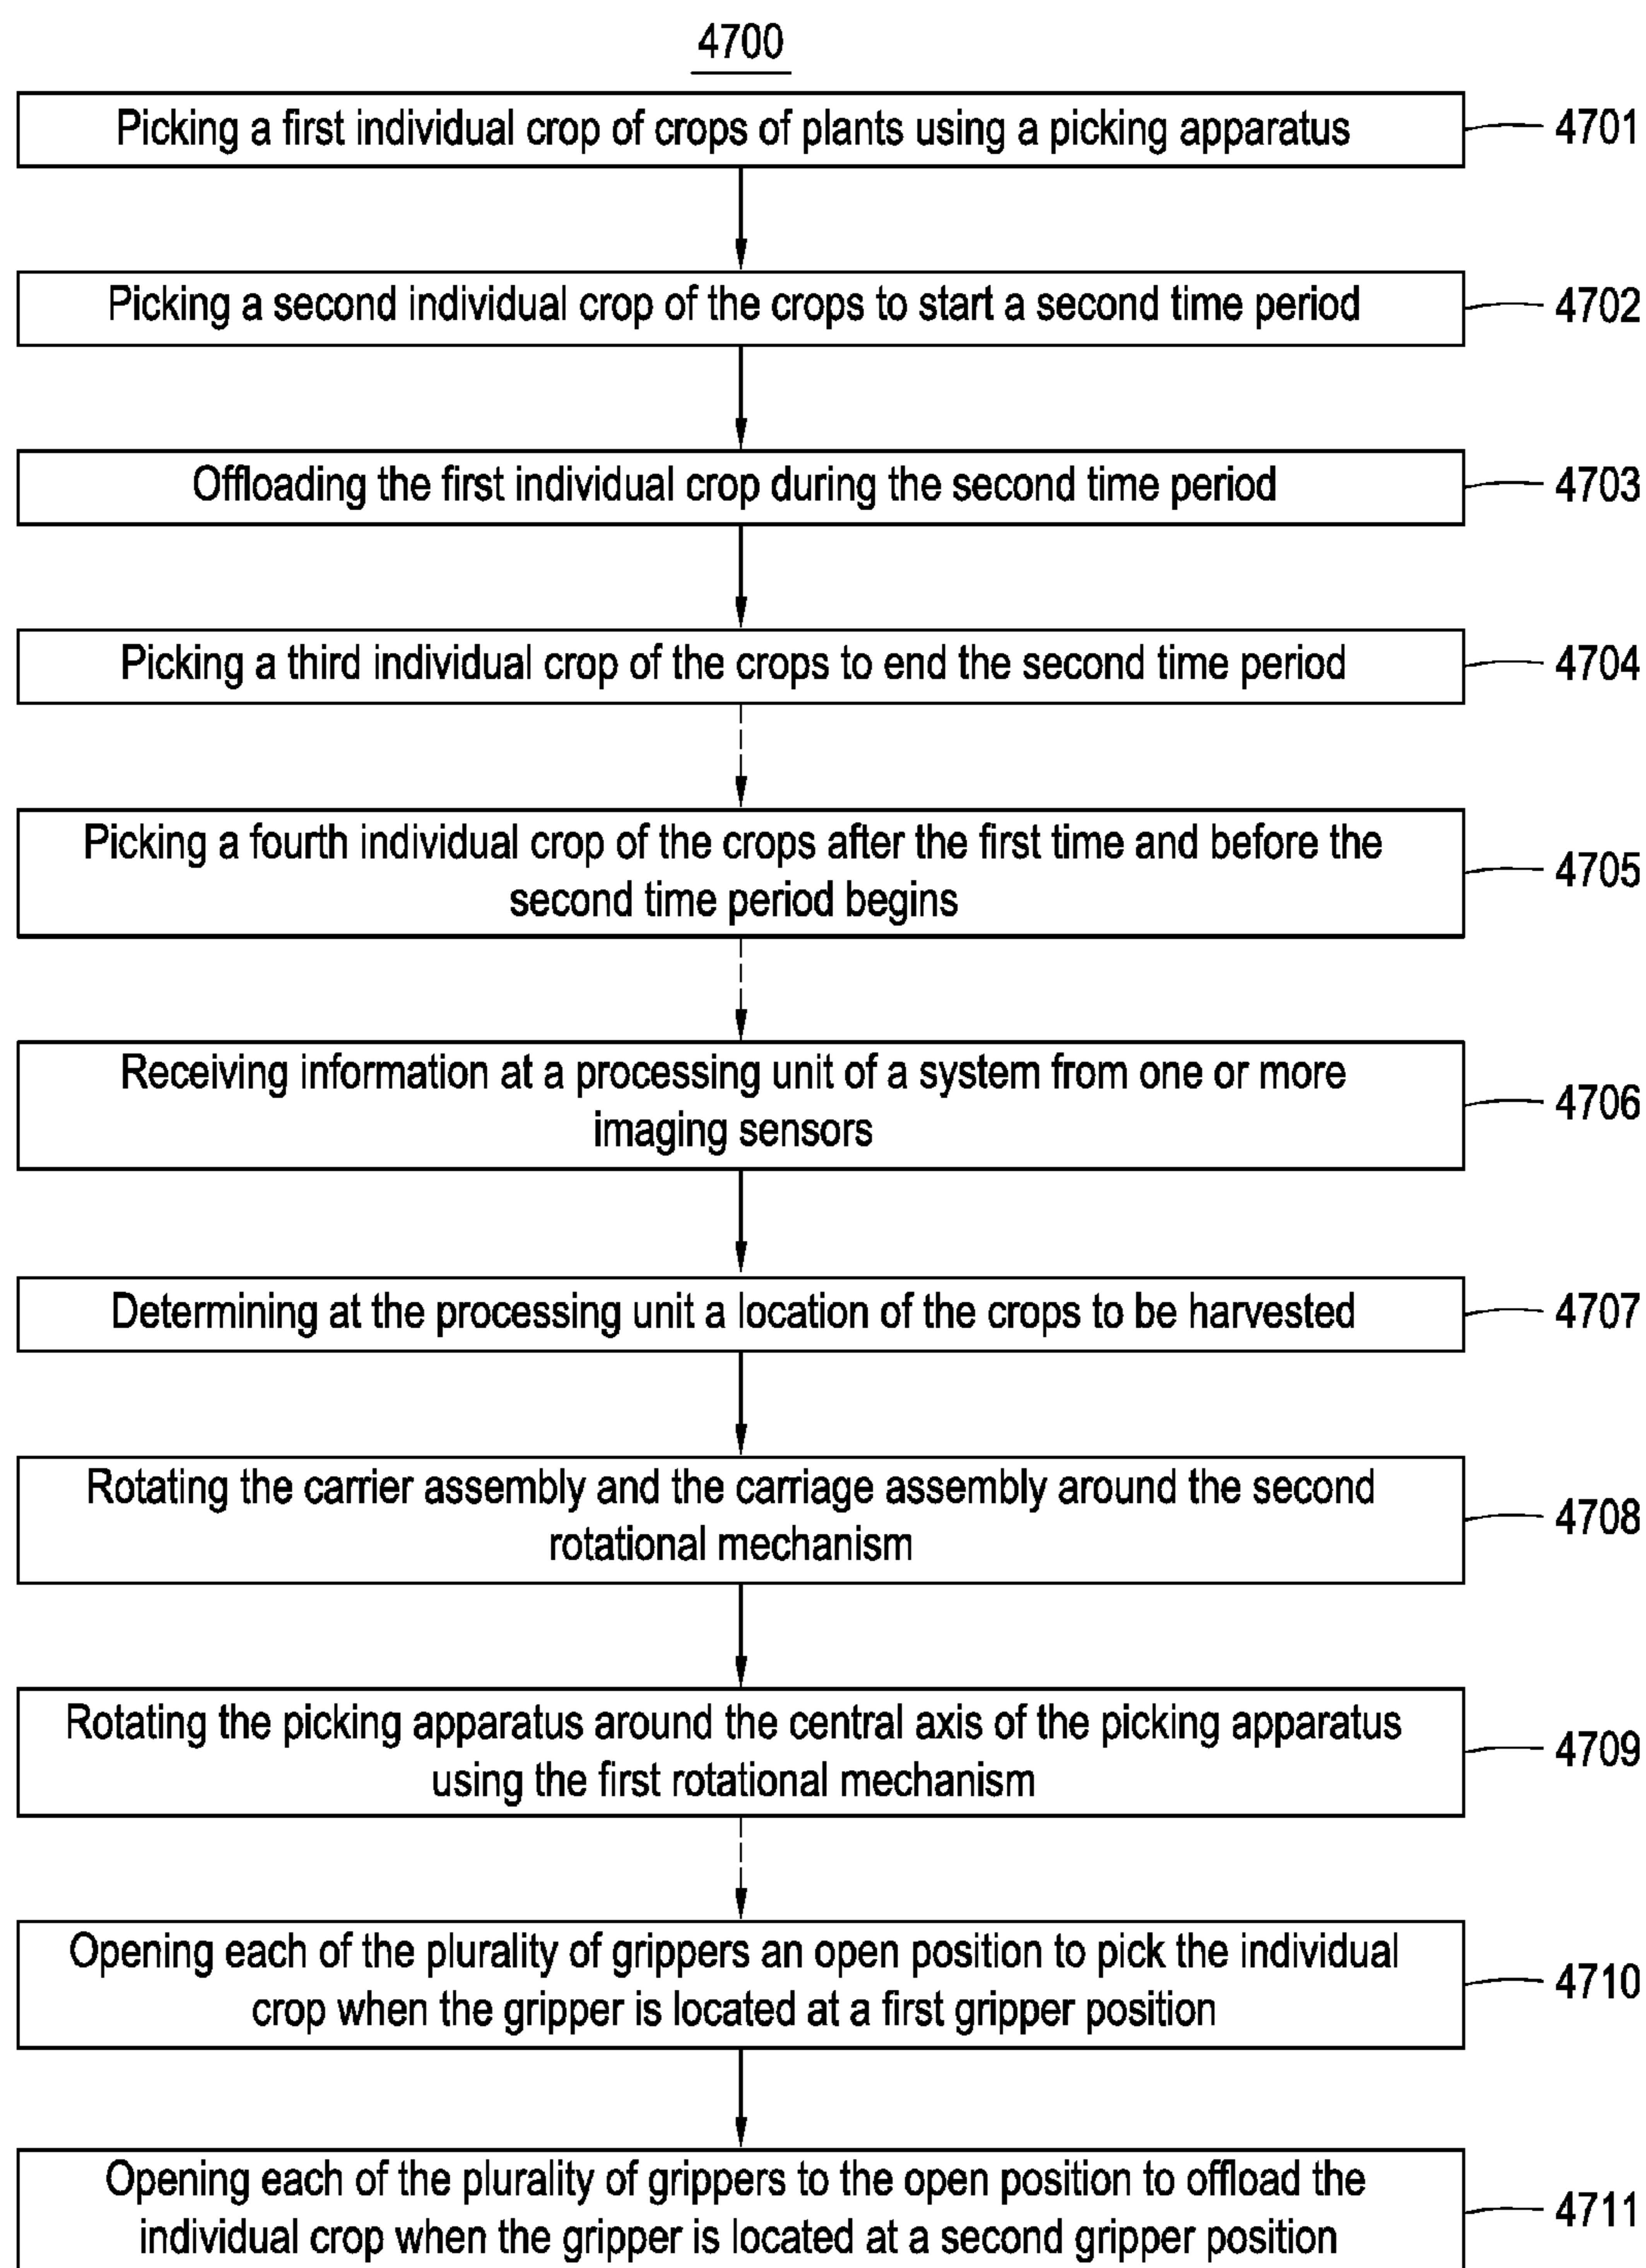 4700
Picking a first individual crop of crops of plants using a picking apparatus
4701
Picking a second individual crop of the crops to start a second time period
4702
Offloading the first individual crop during the second time period
4703
Picking a third individual crop of the crops to end the second time period
4704
Picking a fourth individual crop of the crops after the first time and before the
second time period begins
4705
Receiving information at a processing unit of a system from one or more
imaging sensors
4706
Determining at the processing unit a location of the crops to be harvested
4707
Rotating the carrier assembly and the carriage assembly around the second
rotational mechanism
4708
Rotating the picking apparatus around the central axis of the picking apparatus
using the first rotational mechanism
4709
Opening each of the plurality of grippers an open position to pick the individual
crop when the gripper is located at a first gripper position
4710
Opening each of the plurality of grippers to the open position to offload the
individual crop when the gripper is located at a second gripper position
4711